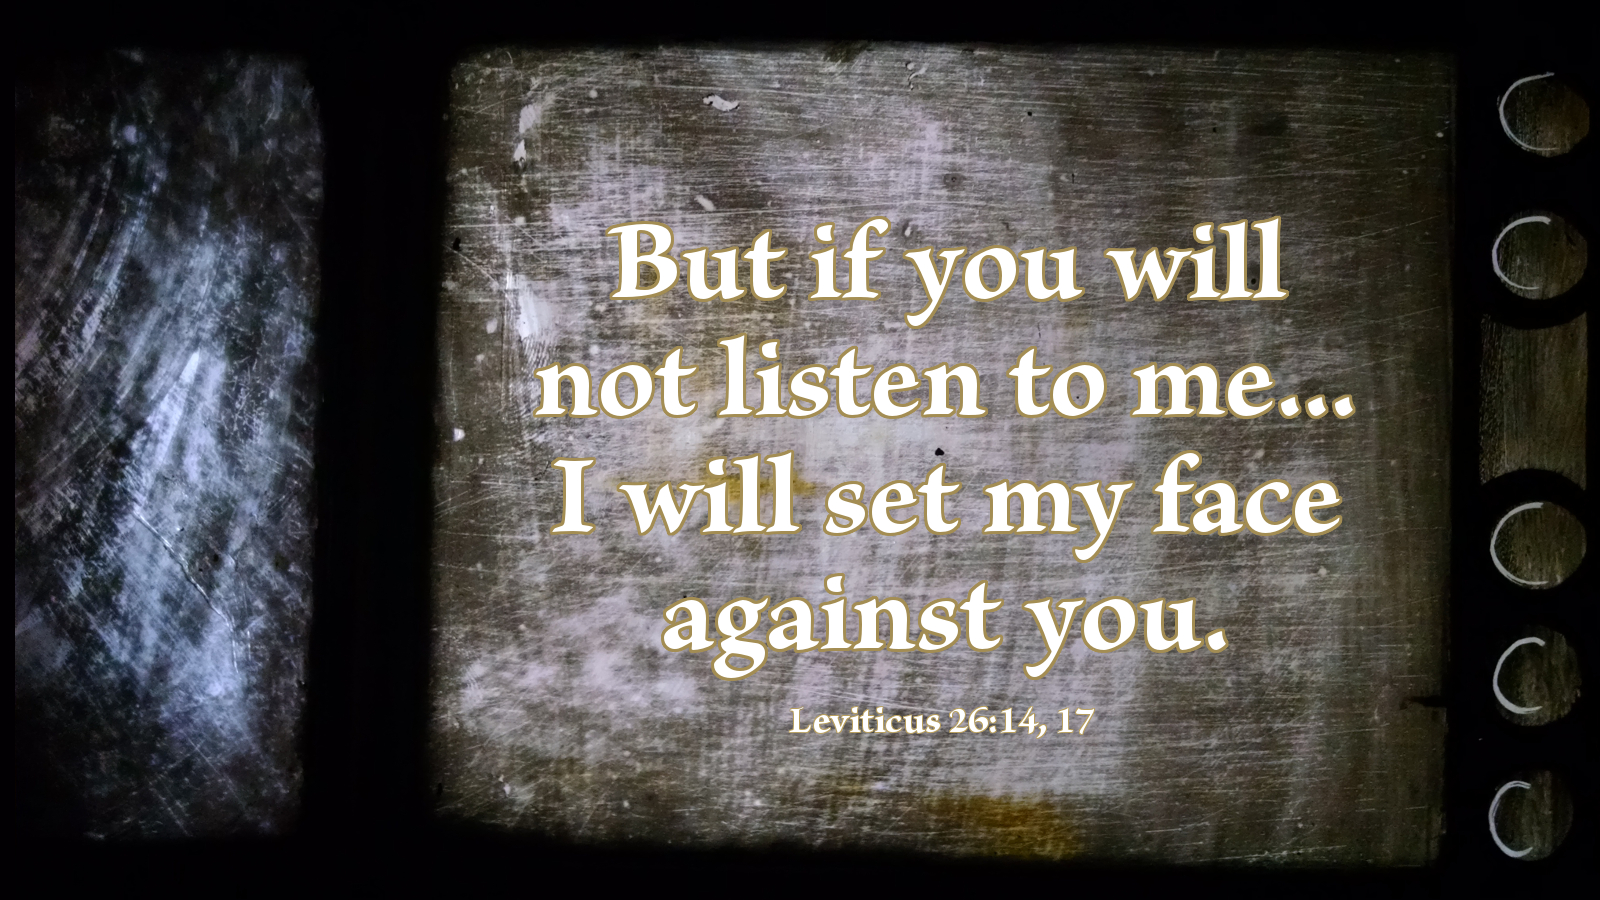 But if you will
not listen to me...
I will set my face
against you.
Leviticus 26:14, 17